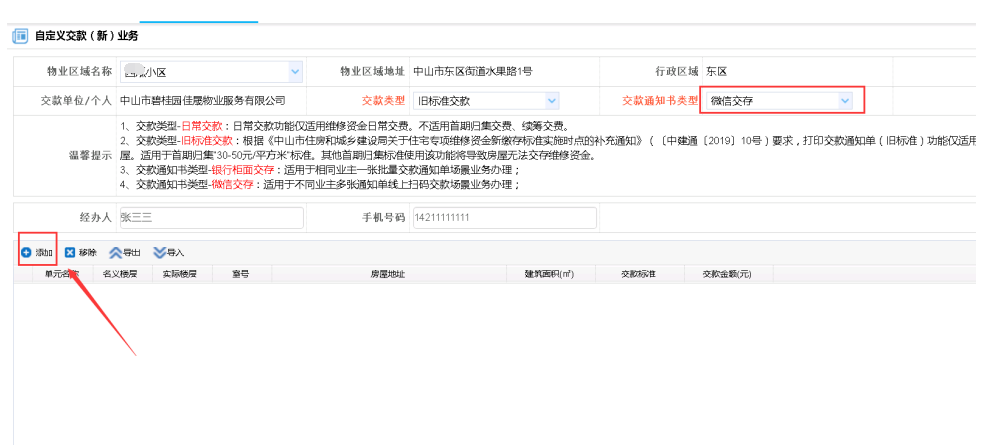 自定义交款（新）业务
物业区域名称 小区 物业区域地址 中山市东区街道水果路1号 行政区域 东区
交款单位/个人 中山市碧桂园佳晟物业服务有限公司 交款类型 旧标准交款 交款通知书类型 微信交存
温馨提示
1、交款类型-日常交款：日常交款功能仅适用维修资金日常交费。不适用首期归集交费、续筹交费。
2、交款类型-旧标准交款：根据《中山市住房和城乡建设局关于住宅专项维修资金新缴存标准实施时点的补充通知》（〔中建通〔2019〕10号）要求，打印交款通知单（旧标准）功能仅适用
屋。适用于首期归集"30-50元/平方米"标准。其他首期归集标准使用该功能将导致房屋无法交存维修资金。
3、交款通知书类型-银行柜面交存：适用于相同业主一张批量交款通知单场景业务办理；
4、交款通知书类型-微信交存：适用于不同业主多张通知单线上扫码交款场景业务办理；
经办人 张三三 手机号码 14211111111
添加 移除 导出 导入
单元名称 名义楼层 实际楼层 室号 房屋地址 建筑面积(㎡) 交款标准 交款金额(元)